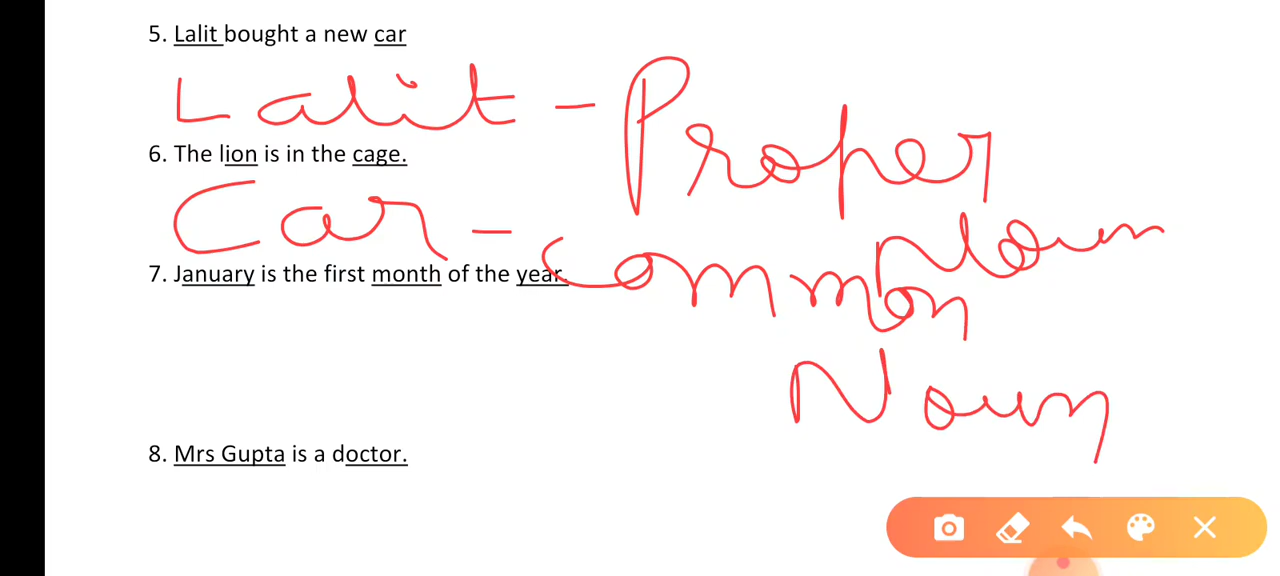 5. Lalit bought a new car
Lalit - Proper Noun
6. The lion is in the cage.
Car - common Noun
7. January is the first month of the year.
8. Mrs Gupta is a doctor.